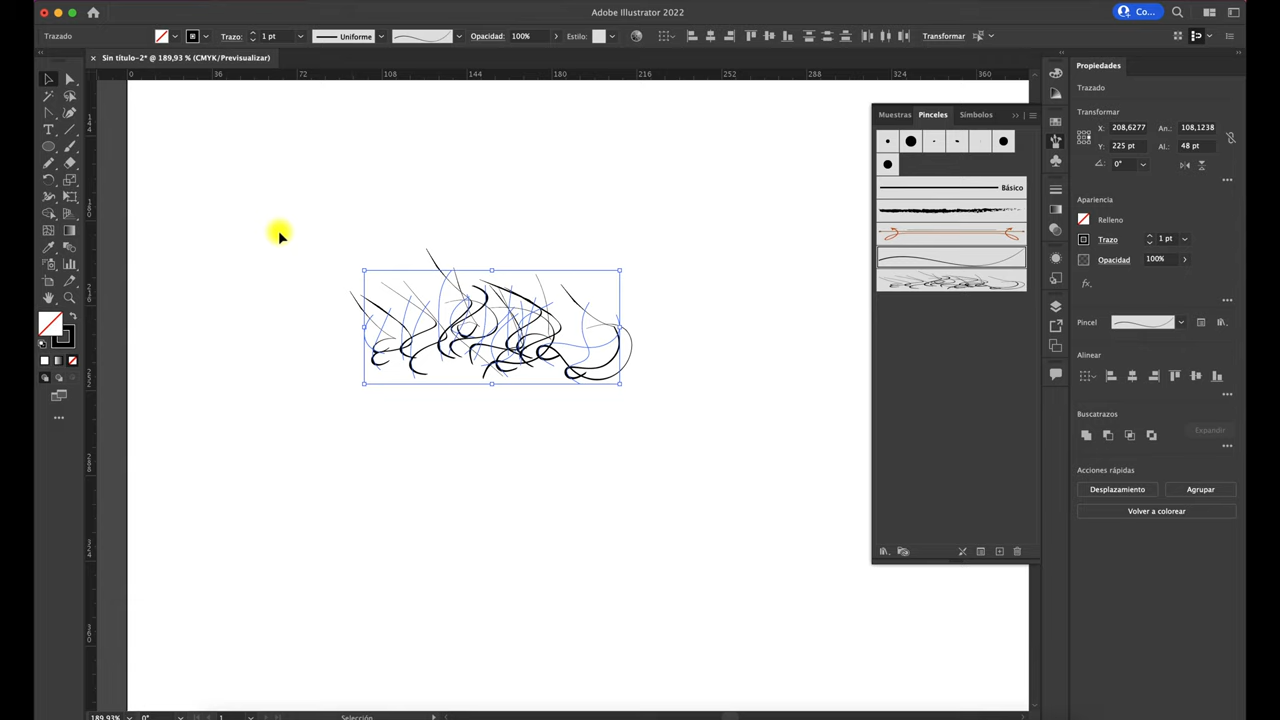 Adobe Illustrator 2022
Co...
Trazado
Trazo:
1 pt
Uniforme
Opacidad:
100%
Estilo:
Transformar
Sin título-2* @ 189,93 % (CMYK/Previsualizar)
0
36
72
108
144
180
216
252
288
324
360
Muestras
Pinceles
Símbolos
Básico
Propiedades
Trazado
Transformar
X:
208,6277
An.:
108,1238
Y:
225 pt
Al.:
48 pt
0°
Apariencia
Relleno
Trazo
1 pt
Opacidad
100%
Pincel
Alinear
Buscatrazos
Expandir
Acciones rápidas
Desplazamiento
Agrupar
Volver a colorear
189,93%
0°
1
Selección